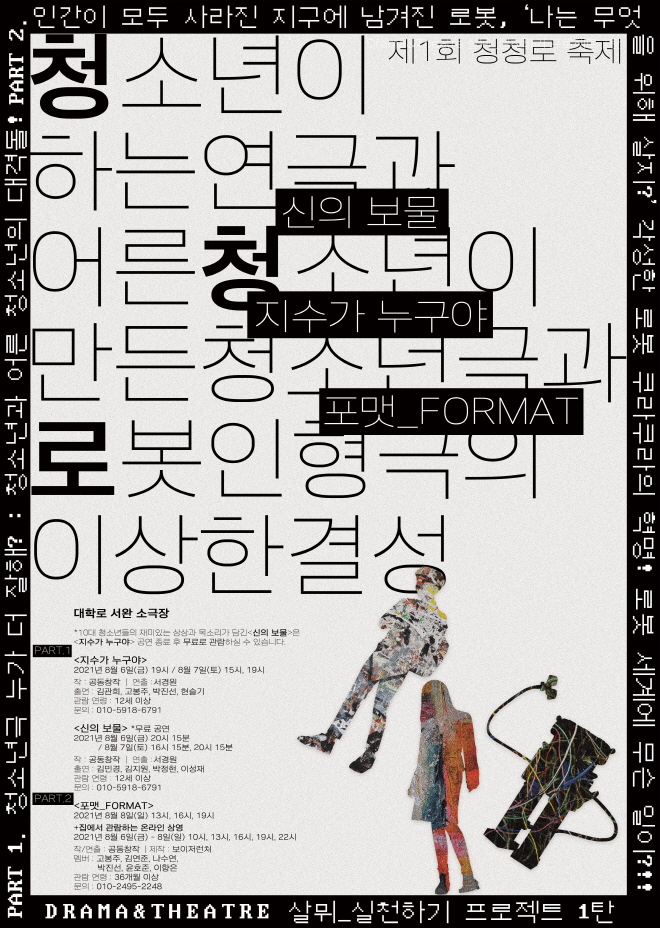 인간이 모두 사라진 지구에 남겨진 로봇, ‘나는 무엇
을 위해 살지?’ 각성한 로봇 쿠라쿠라의 혁명! 로봇 세계에 무슨 일이?!!
PART 1. 청소년극 누가 더 잘해? : 청소년과 어른 청소년의 대격돌! PART 2.
제1회 청청로 축제
청소년이
하는연극과
신의 보물
어른청소년이
지수가 누구야
만든청소년극과
포맷_FORMAT
로봇인형극의
이상한결성
대학로 서완 소극장
*10대 청소년들의 재미있는 상상과 목소리가 담긴<신의 보물>은
<지수가 누구야> 공연 종료 후 무료로 관람하실 수 있습니다.
PART.1
<지수가 누구야>
2021년 8월 6일(금) 19시 / 8월 7일(토) 15시, 19시
작 : 공동창작 | 연출 : 서경원
출연 : 김관희, 고봉주, 박진선, 현슬기
관람 연령 : 12세 이상
문의 : 010-5918-6791
<신의 보물> *무료 공연
2021년 8월 6일(금) 20시 15분
/ 8월 7일(토) 16시 15분, 20시 15분
작 : 공동창작 | 연출 : 서경원
출연 : 김민경, 김지원, 박정현, 이성재
관람 연령 : 12세 이상
문의 : 010-5918-6791
PART.2
<포맷_FORMAT>
2021년 8월 8일(일) 13시, 16시, 19시
+집에서 관람하는 온라인 상영
2021년 8월 6일(금) - 8일(일) 10시, 13시, 16시, 19시, 22시
작/연출 : 공동창작 | 제작 : 보이저런쳐
멤버 : 고봉주, 김연준, 나수연,
박진선, 윤호준, 이향은
관람 연령 : 36개월 이상
문의 : 010-2495-2248
DRAMA&THEATRE 살뮈_실천하기 프로젝트 1탄